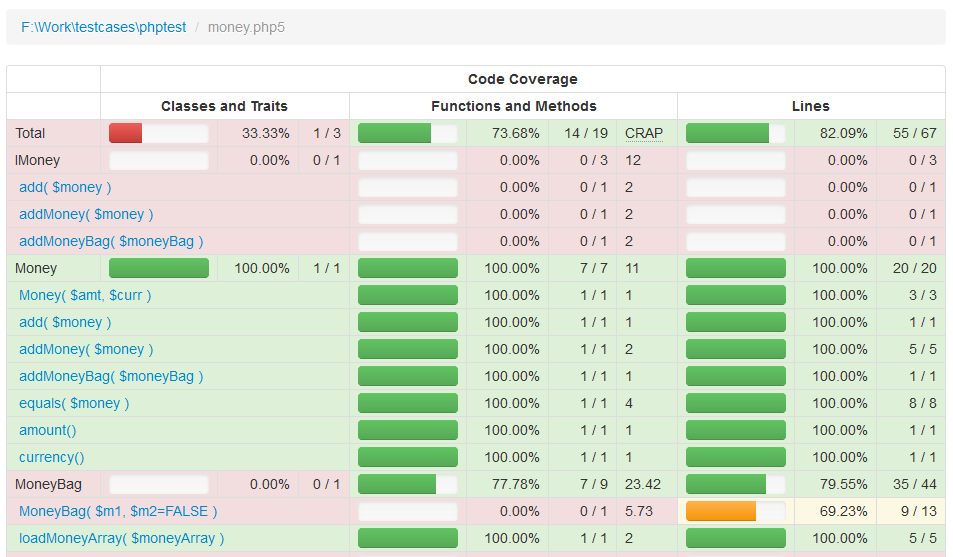 F:\Work\testcases\phptest / money.php5
Code Coverage
Classes and Traits Functions and Methods Lines
Total 33.33% 1 / 3 73.68% 14 / 19 CRAP 82.09% 55 / 67
IMoney 0.00% 0 / 1 0.00% 0 / 3 12 0.00% 0 / 3
add( $money ) 0.00% 0 / 1 2 0.00% 0 / 1
addMoney( $money ) 0.00% 0 / 1 2 0.00% 0 / 1
addMoneyBag( $moneyBag ) 0.00% 0 / 1 2 0.00% 0 / 1
Money 100.00% 1 / 1 100.00% 7 / 7 11 100.00% 20 / 20
Money( $amt, $curr ) 100.00% 1 / 1 1 100.00% 3 / 3
add( $money ) 100.00% 1 / 1 1 100.00% 1 / 1
addMoney( $money ) 100.00% 1 / 1 2 100.00% 5 / 5
addMoneyBag( $moneyBag ) 100.00% 1 / 1 1 100.00% 1 / 1
equals( $money ) 100.00% 1 / 1 4 100.00% 8 / 8
amount() 100.00% 1 / 1 1 100.00% 1 / 1
currency() 100.00% 1 / 1 1 100.00% 1 / 1
MoneyBag 0.00% 0 / 1 77.78% 7 / 9 23.42 79.55% 35 / 44
MoneyBag( $m1, $m2=FALSE ) 0.00% 0 / 1 5.73 69.23% 9 / 13
loadMoneyArray( $moneyArray ) 100.00% 1 / 1 2 100.00% 5 / 5